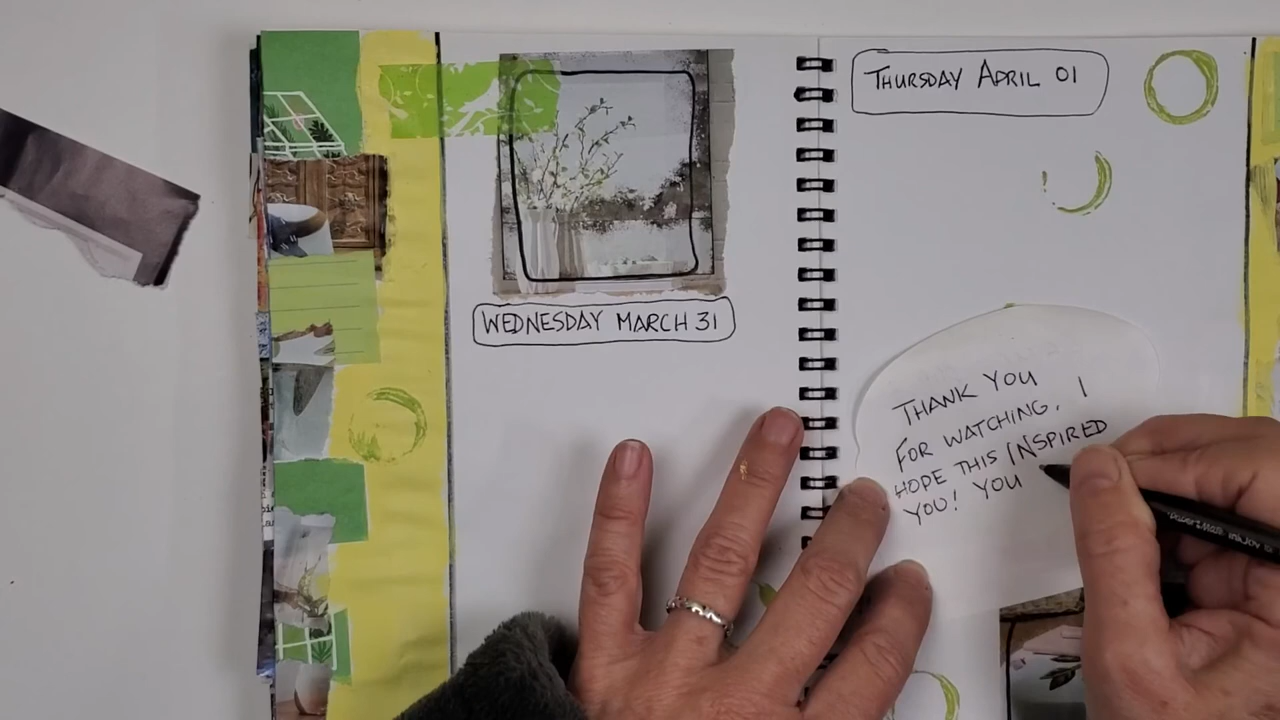 WEDNESDAY MARCH 31
THURSDAY APRIL 01
THANK YOU
FOR WATCHING. I
HOPE THIS INSPIRED
YOU! YOU